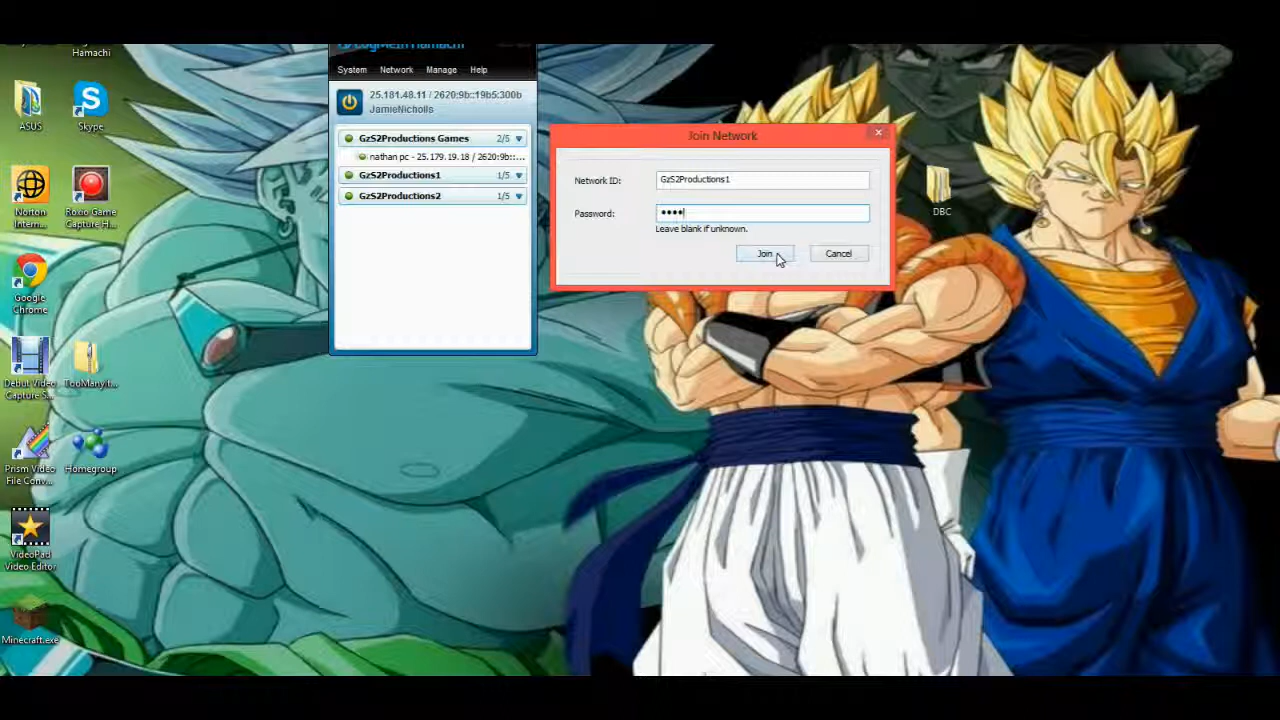 Hamachi
LogMeIn Hamachi
System Network Manage Help
25.181.48.11 / 2620:9b::19b5:300b
JamieNicholls
GzS2Productions Games 2/5
nathan pc - 25.179.19.18 / 2620:9b::...
GzS2Productions1 1/5
GzS2Productions2 1/5
Join Network
Network ID: GzS2Productions1
Password: ••••
Leave blank if unknown.
Join Cancel
ASUS
Skype
Norton Intern...
Roxio Game Capture H...
Google Chrome
Debut Video Capture S...
TooMany.t...
Prism Video File Conv...
Homegroup
VideoPad Video Editor
Minecraft.exe
DBC